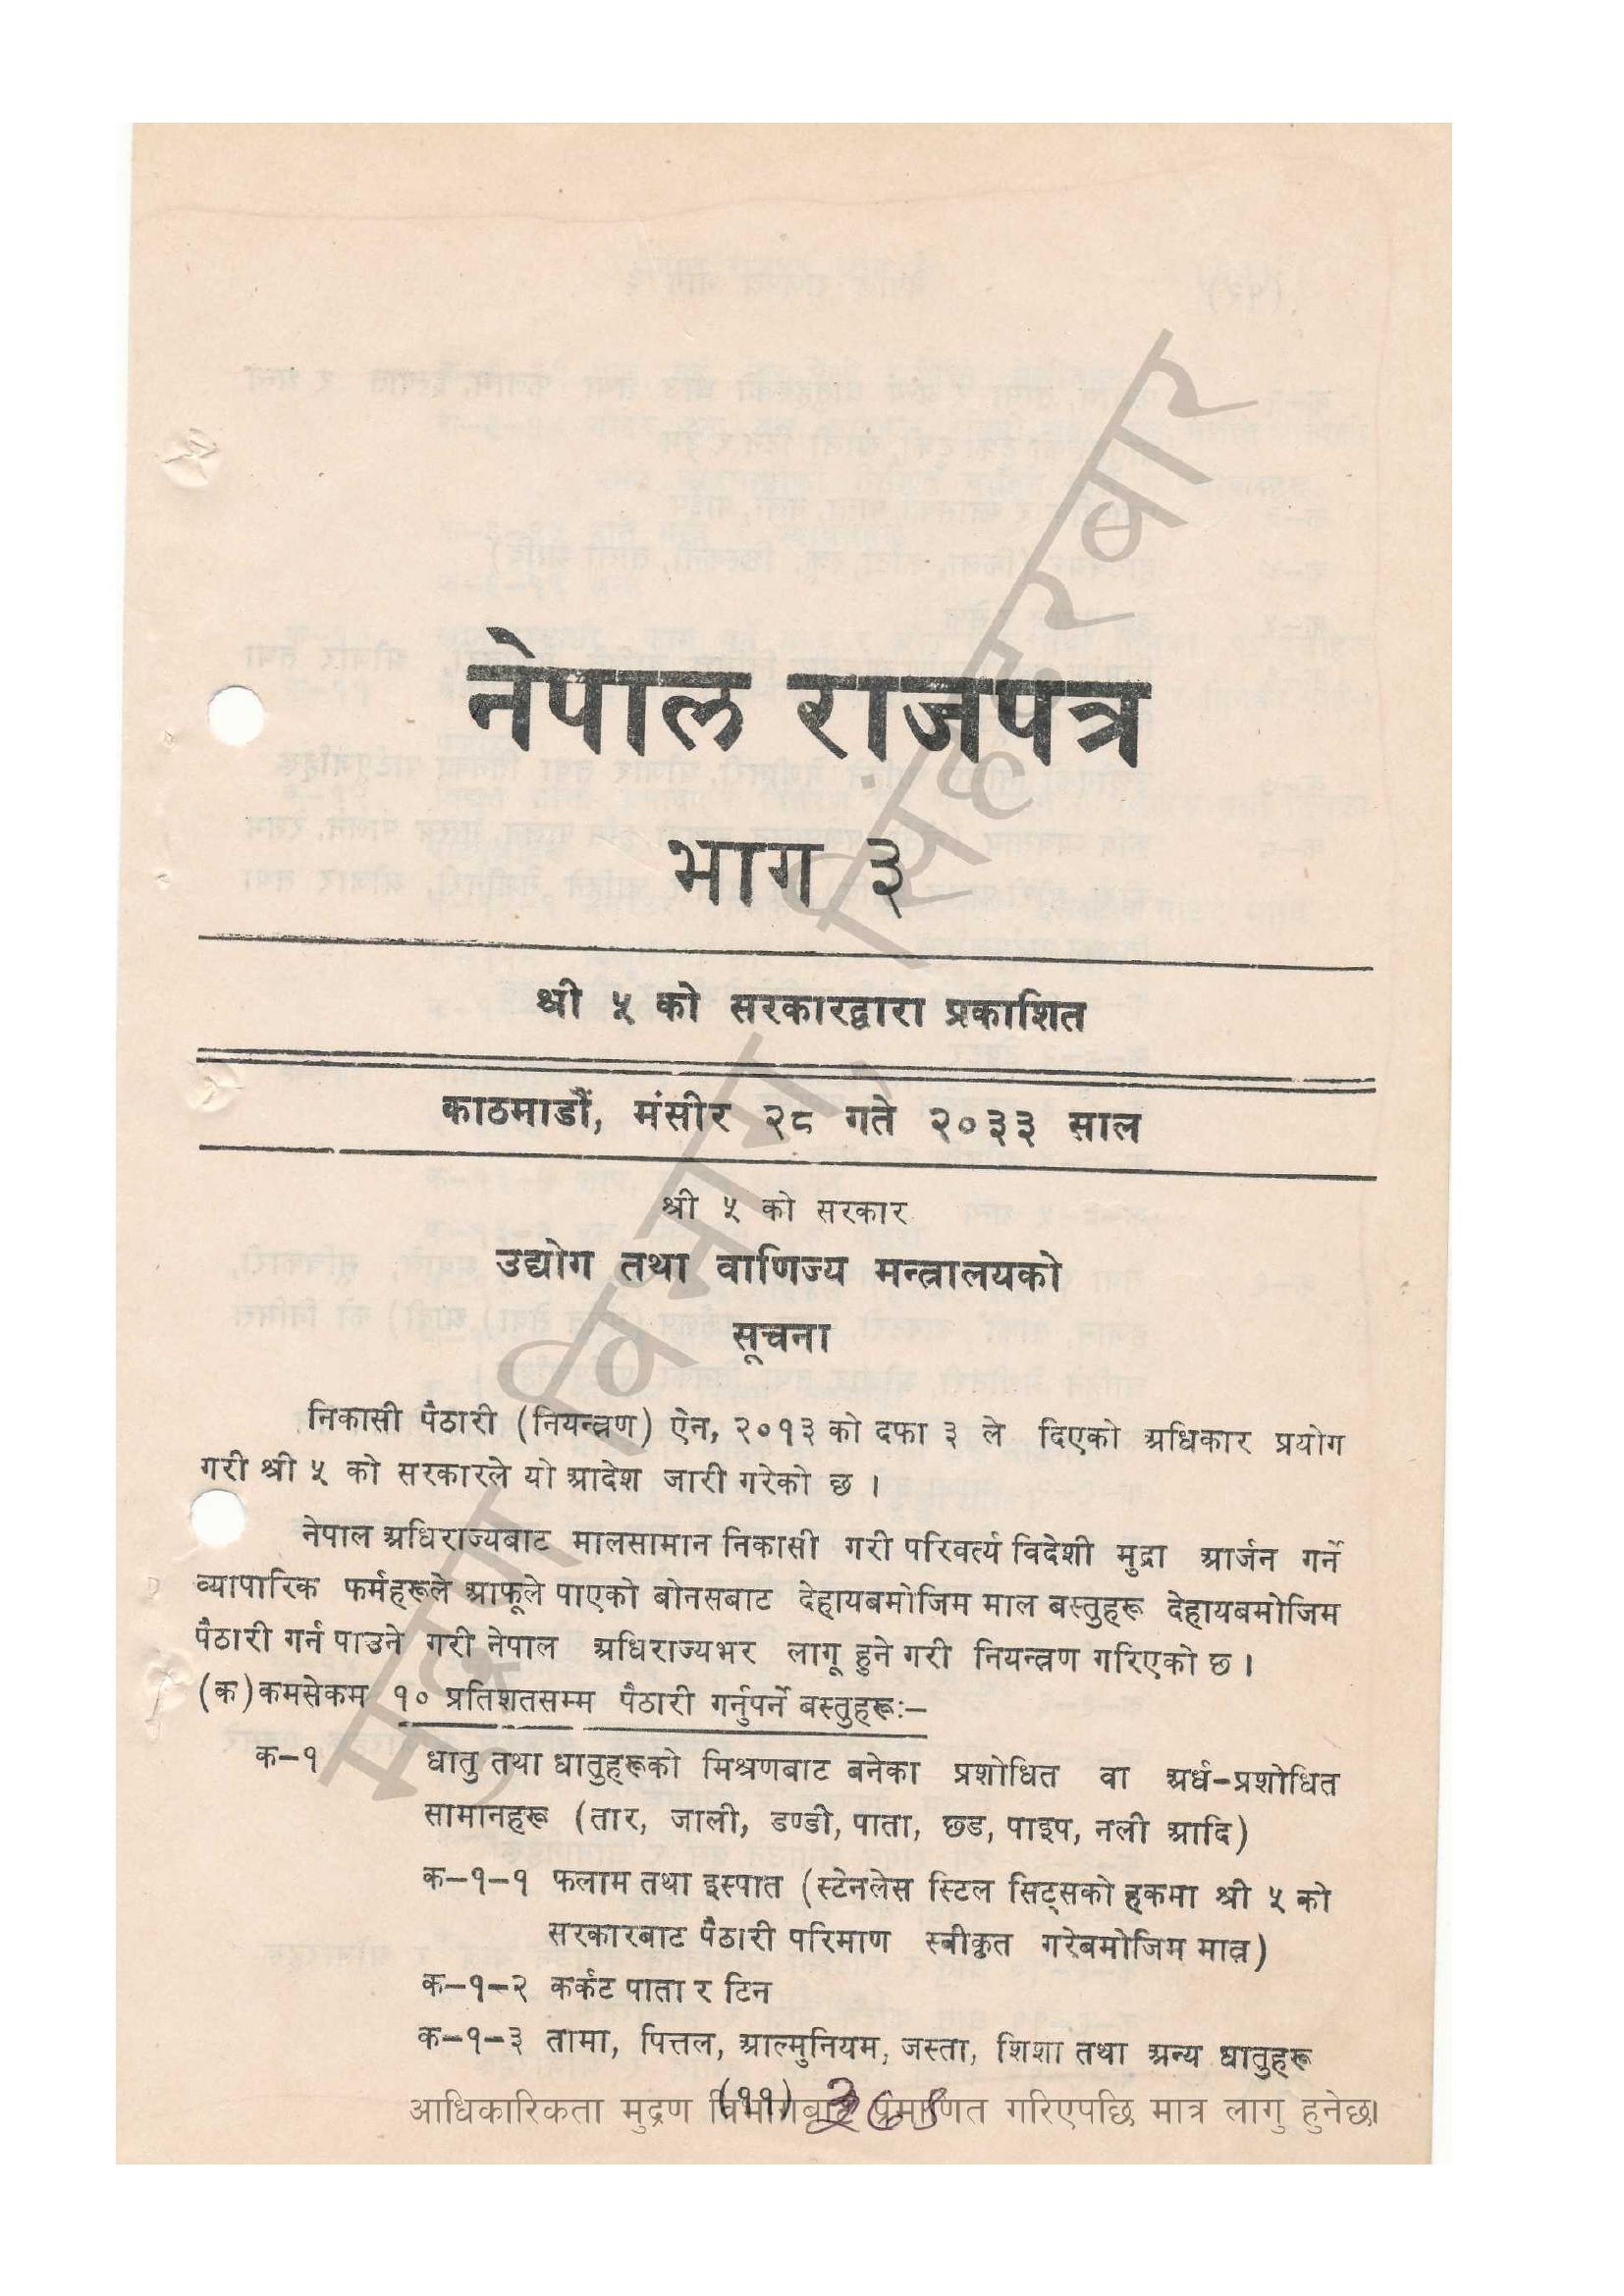 नेपाल राजपत्र
भाग ३
श्री ५ को सरकारद्वारा प्रकाशित
काठमाडौं, मंसीर २८ गते २०३३ साल
श्री ५ को सरकार
उद्योग तथा वाणिज्य मन्त्रालयको
सूचना
निकासी पैठारी (नियन्त्रण) ऐन, २०१३ को दफा ३ ले दिएको अधिकार प्रयोग
गरी श्री ५ को सरकारले यो आदेश जारी गरेको छ ।
नेपाल अधिराज्यबाट मालसामान निकासी गरी परिवर्त्य विदेशी मुद्रा आर्जन गर्ने
व्यापारिक फर्महरूले आफूले पाएको बोनसबाट देहायबमोजिम माल बस्तुहरू देहायबमोजिम
पैठारी गर्न पाउने गरी नेपाल अधिराज्यभर लागू हुने गरी नियन्त्रण गरिएको छ ।
(क) कमसेकम १० प्रतिशतसम्म पैठारी गर्नुपर्ने बस्तुहरू:–
क–१ धातु तथा धातुहरूको मिश्रणबाट बनेका प्रशोधित वा अर्ध–प्रशोधित
सामानहरू (तार, जाली, डण्डी, पाता, छड, पाइप, नली आदि)
क–१–१ फलाम तथा इस्पात (स्टेनलेस स्टिल सिट्सको हकमा श्री ५ को
सरकारबाट पैठारी परिमाण स्वीकृत गरेबमोजिम मात्र)
क–१–२ कर्कट पाता र टिन
क–१–३ तामा, पित्तल, आल्मुनियम, जस्ता, शिशा तथा अन्य धातुहरू
(११)
आधिकारिकता मुद्रण विभागबाट प्रमाणित गरिएपछि मात्र लागु हुनेछ।
मुद्रण विभाग, सिंहदरवार